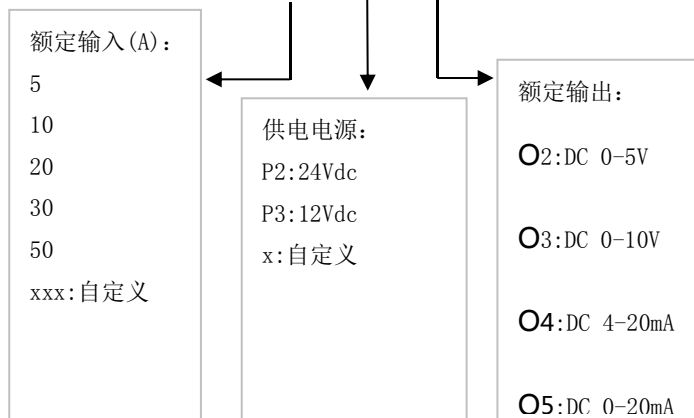 额定输入(A):
5
10
20
30
50
xxx:自定义
供电电源:
P2:24Vdc
P3:12Vdc
x:自定义
额定输出:
O2:DC 0-5V
O3:DC 0-10V
O4:DC 4-20mA
O5:DC 0-20mA